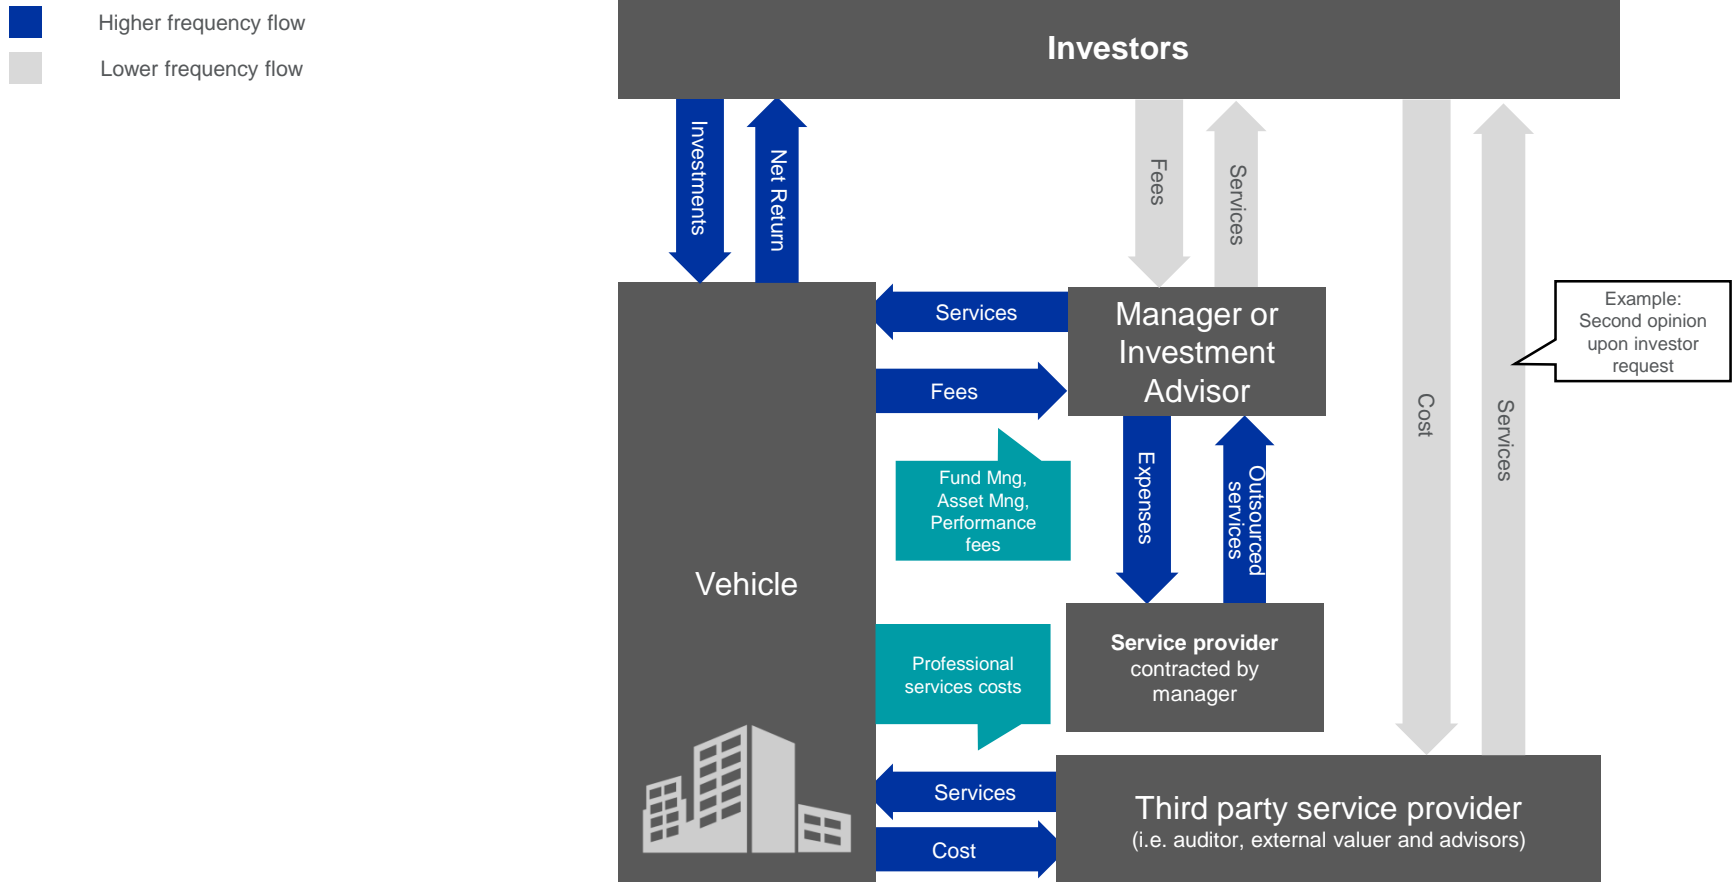 Higher frequency flow
Lower frequency flow
Investors
Investments
Net Return
Fees
Services
Cost
Services
Example:
Second opinion
upon investor
request
Services
Fees
Manager or
Investment
Advisor
Fund Mng,
Asset Mng,
Performance
fees
Expenses
Outsourced
services
Vehicle
Professional
services costs
Service provider
contracted by
manager
Services
Cost
Third party service provider
(i.e. auditor, external valuer and advisors)